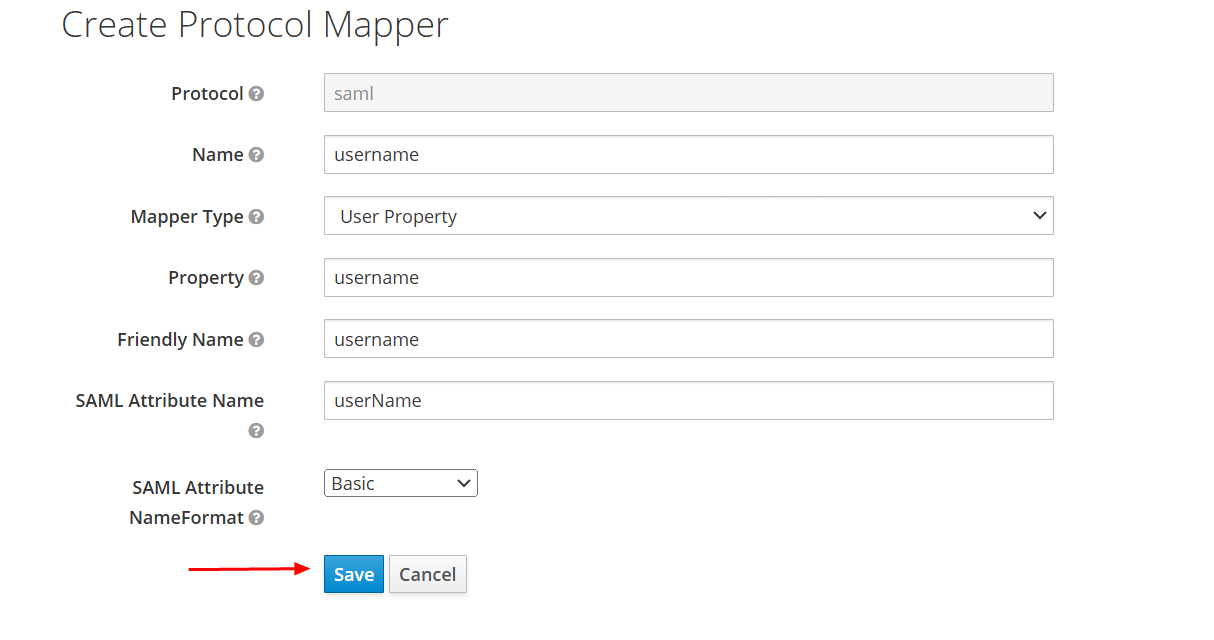 Create Protocol Mapper
Protocol
saml
Name
username
Mapper Type
User Property
Property
username
Friendly Name
username
SAML Attribute Name
userName
SAML Attribute
NameFormat
Basic
Save Cancel